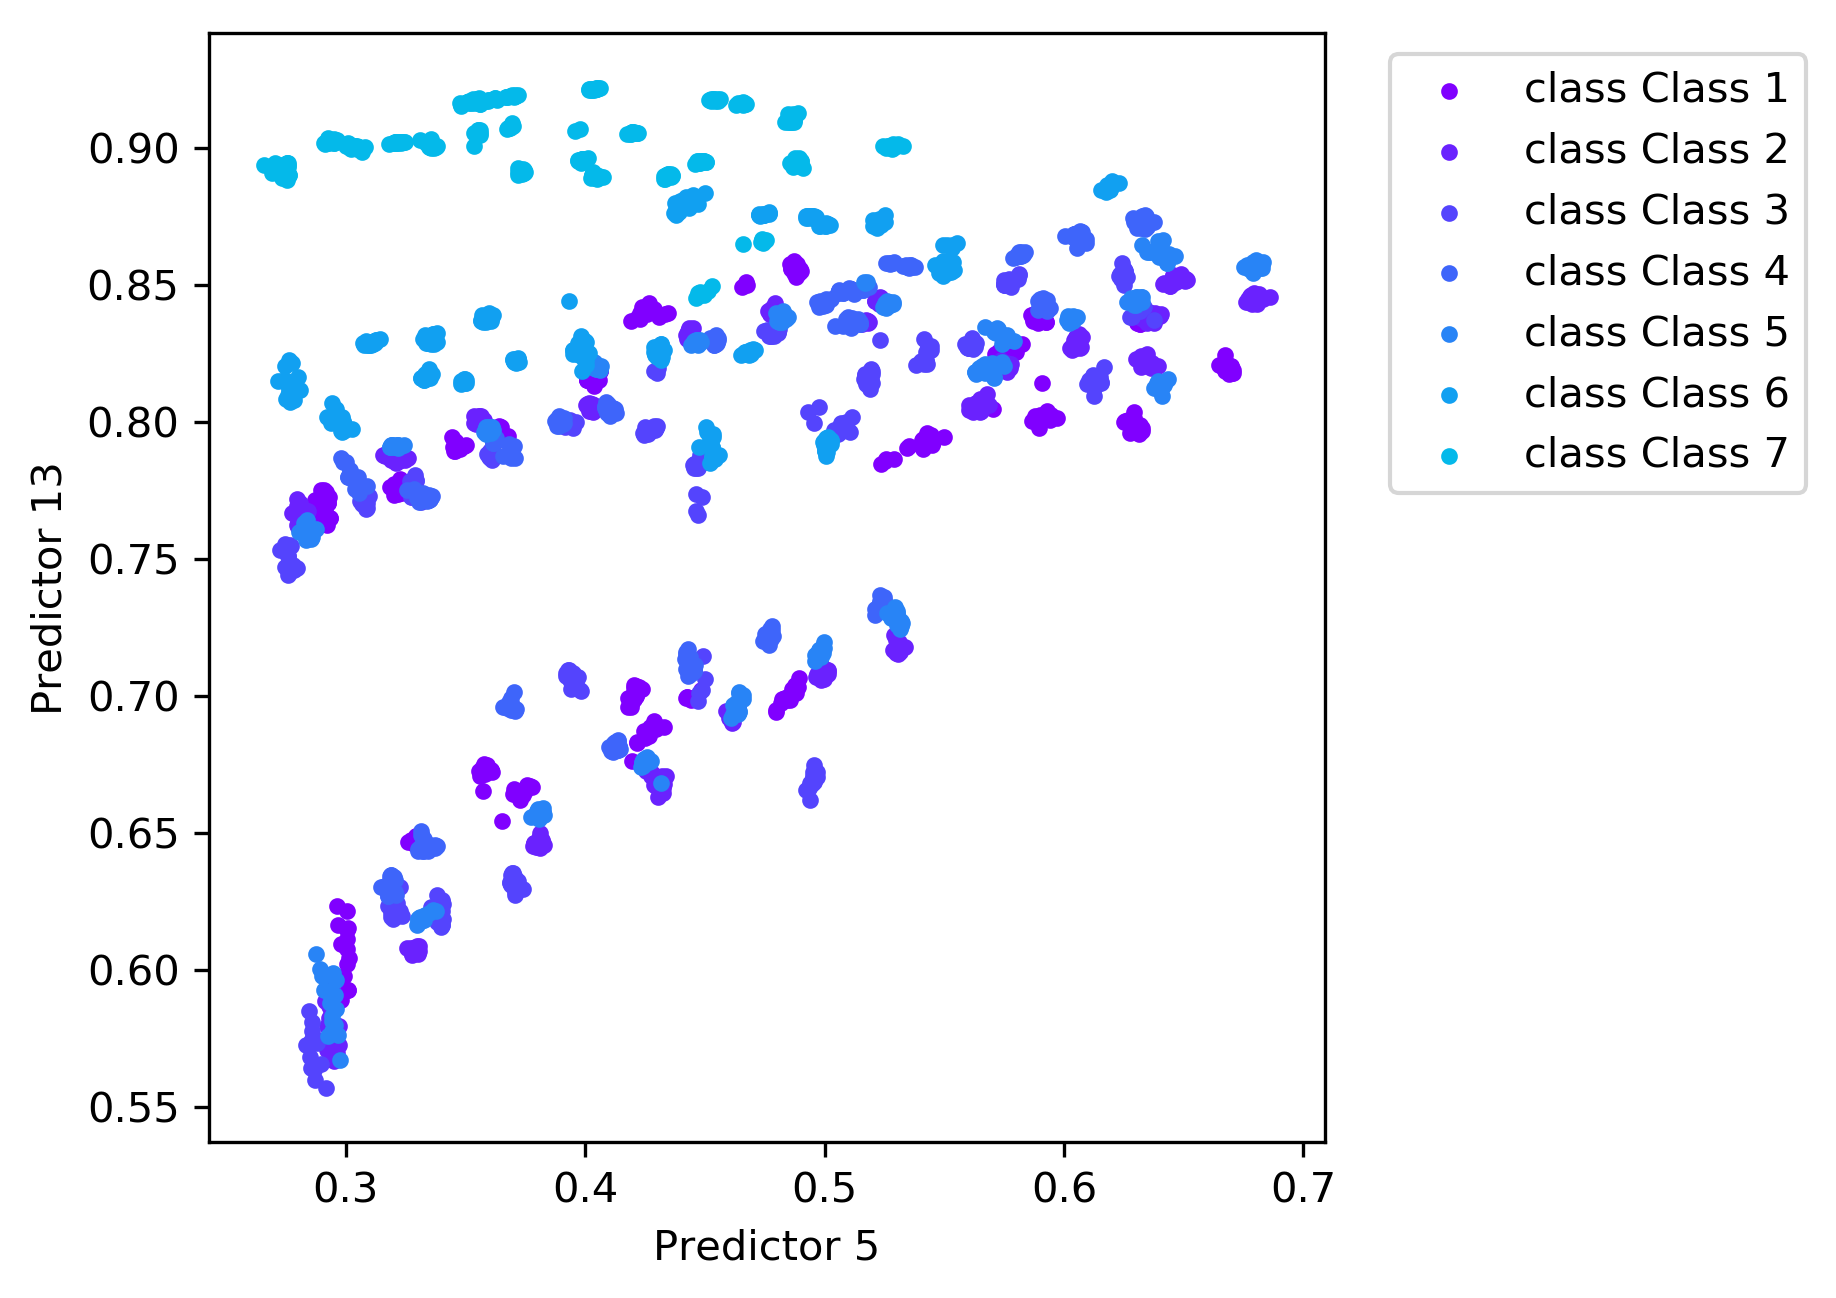 0.90
0.85
0.80
0.75
0.70
0.65
0.60
0.55
Predictor 13
0.3 0.4 0.5 0.6 0.7
Predictor 5
class Class 1
class Class 2
class Class 3
class Class 4
class Class 5
class Class 6
class Class 7